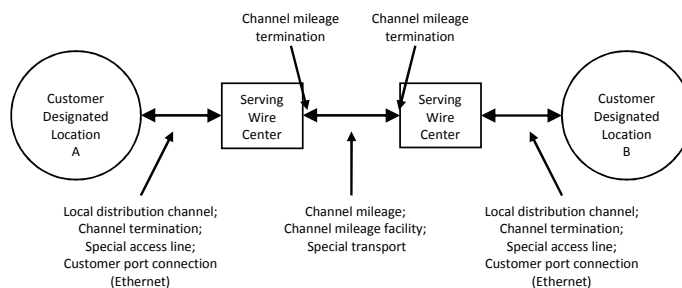 Channel mileage
termination
Channel mileage
termination
Customer
Designated
Location
A
Serving
Wire
Center
Serving
Wire
Center
Customer
Designated
Location
B
Local distribution channel;
Channel termination;
Special access line;
Customer port connection
(Ethernet)
Channel mileage;
Channel mileage facility;
Special transport
Local distribution channel;
Channel termination;
Special access line;
Customer port connection
(Ethernet)